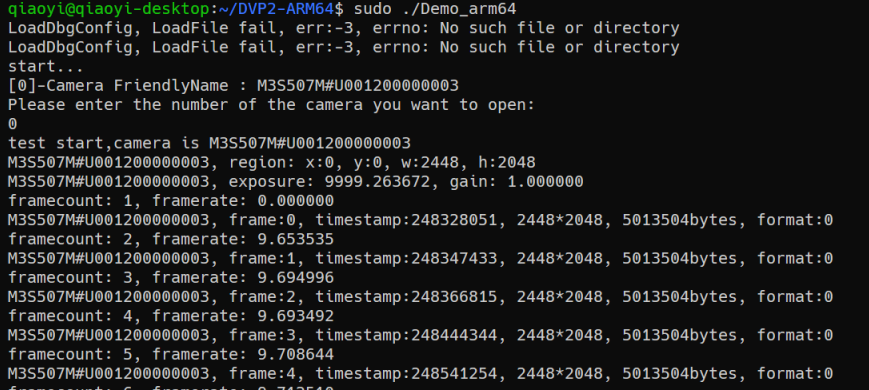 qiaoyi@qiaoyi-desktop:~/DVP2-ARM64$ sudo ./Demo_arm64
LoadDbgConfig, LoadFile fail, err:-3, errno: No such file or directory
LoadDbgConfig, LoadFile fail, err:-3, errno: No such file or directory
start...
[0]-Camera FriendlyName : M3S507M#U001200000003
Please enter the number of the camera you want to open:
0
test start,camera is M3S507M#U001200000003
M3S507M#U001200000003, region: x:0, y:0, w:2448, h:2048
M3S507M#U001200000003, exposure: 9999.263672, gain: 1.000000
framecount: 1, framerate: 0.000000
M3S507M#U001200000003, frame:0, timestamp:248328051, 2448*2048, 5013504bytes, format:0
framecount: 2, framerate: 9.653535
M3S507M#U001200000003, frame:1, timestamp:248347433, 2448*2048, 5013504bytes, format:0
framecount: 3, framerate: 9.694996
M3S507M#U001200000003, frame:2, timestamp:248366815, 2448*2048, 5013504bytes, format:0
framecount: 4, framerate: 9.693492
M3S507M#U001200000003, frame:3, timestamp:248444344, 2448*2048, 5013504bytes, format:0
framecount: 5, framerate: 9.708644
M3S507M#U001200000003, frame:4, timestamp:248541254, 2448*2048, 5013504bytes, format:0